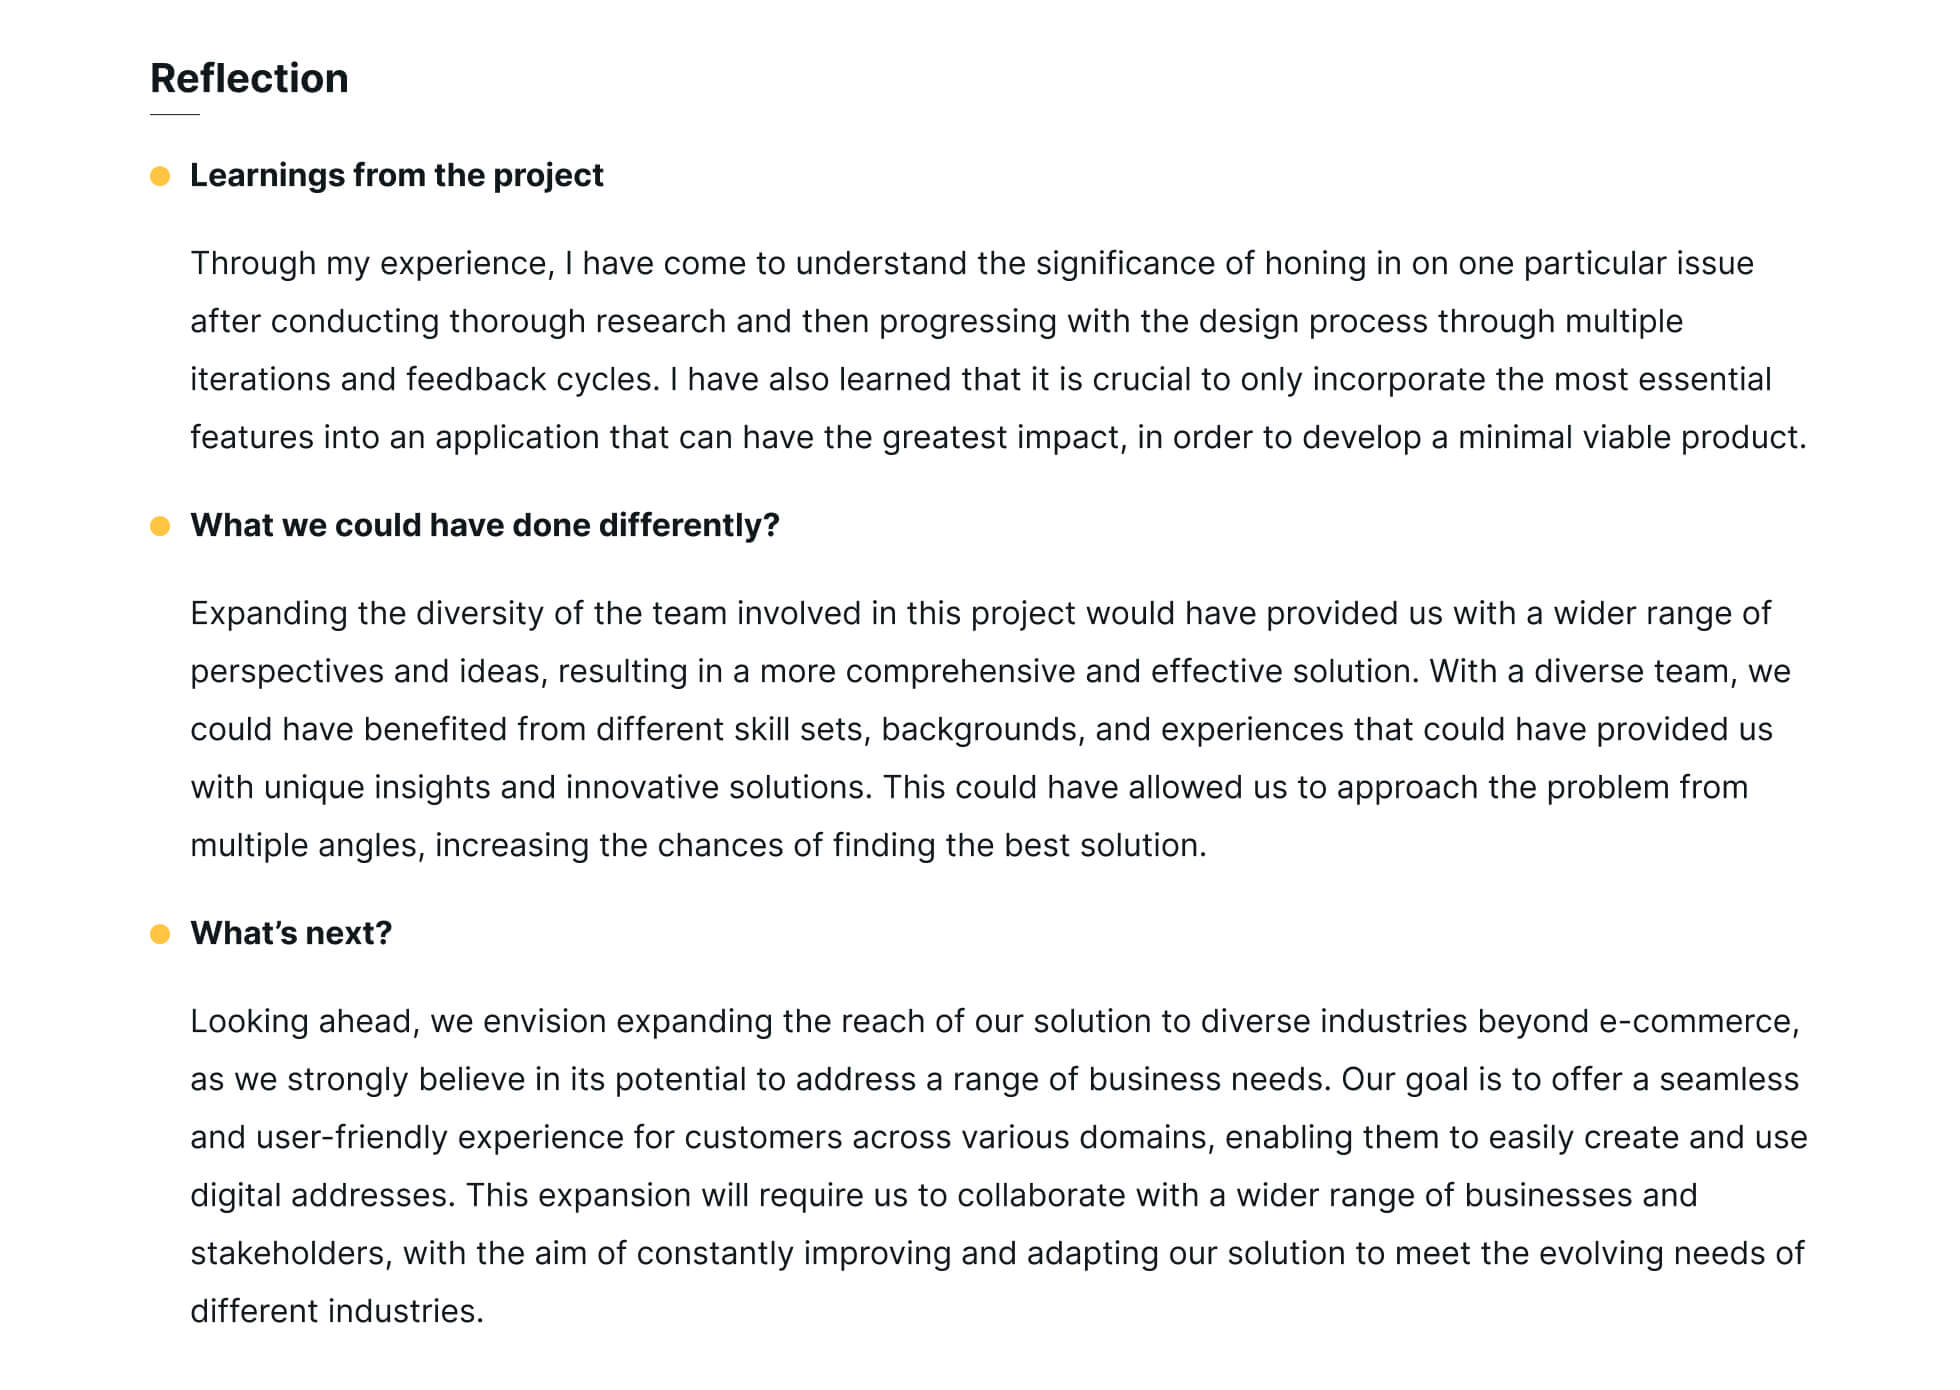 Reflection
Learnings from the project
Through my experience, I have come to understand the significance of honing in on one particular issue
after conducting thorough research and then progressing with the design process through multiple
iterations and feedback cycles. I have also learned that it is crucial to only incorporate the most essential
features into an application that can have the greatest impact, in order to develop a minimal viable product.
What we could have done differently?
Expanding the diversity of the team involved in this project would have provided us with a wider range of
perspectives and ideas, resulting in a more comprehensive and effective solution. With a diverse team, we
could have benefited from different skill sets, backgrounds, and experiences that could have provided us
with unique insights and innovative solutions. This could have allowed us to approach the problem from
multiple angles, increasing the chances of finding the best solution.
What’s next?
Looking ahead, we envision expanding the reach of our solution to diverse industries beyond e-commerce,
as we strongly believe in its potential to address a range of business needs. Our goal is to offer a seamless
and user-friendly experience for customers across various domains, enabling them to easily create and use
digital addresses. This expansion will require us to collaborate with a wider range of businesses and
stakeholders, with the aim of constantly improving and adapting our solution to meet the evolving needs of
different industries.